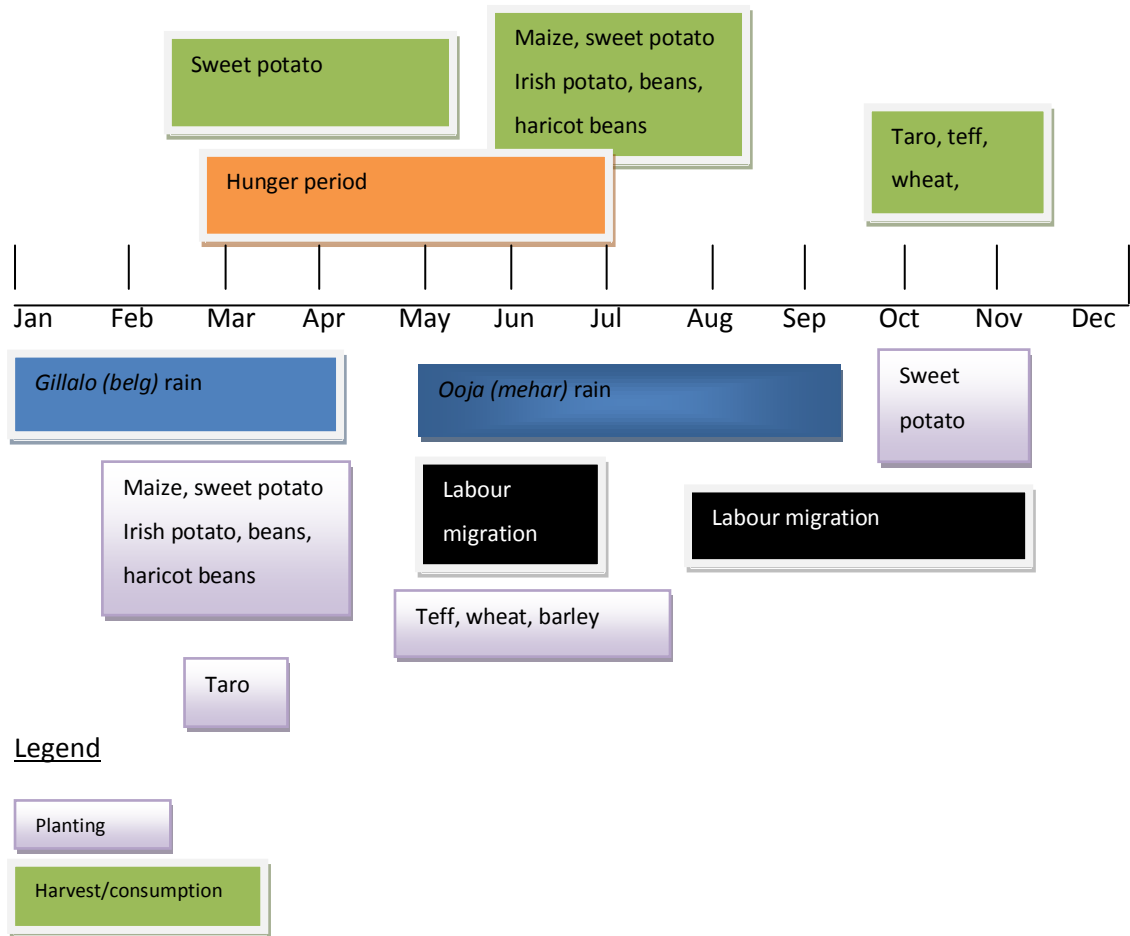 Sweet potato
Maize, sweet potato
Irish potato, beans,
haricot beans
Taro, teff,
wheat,
Hunger period
Jan Feb Mar Apr May Jun Jul Aug Sep Oct Nov Dec
Gillalo (belg) rain
Ooja (mehar) rain
Sweet
potato
Maize, sweet potato
Irish potato, beans,
haricot beans
Labour
migration
Labour migration
Teff, wheat, barley
Taro
Legend
Planting
Harvest/consumption